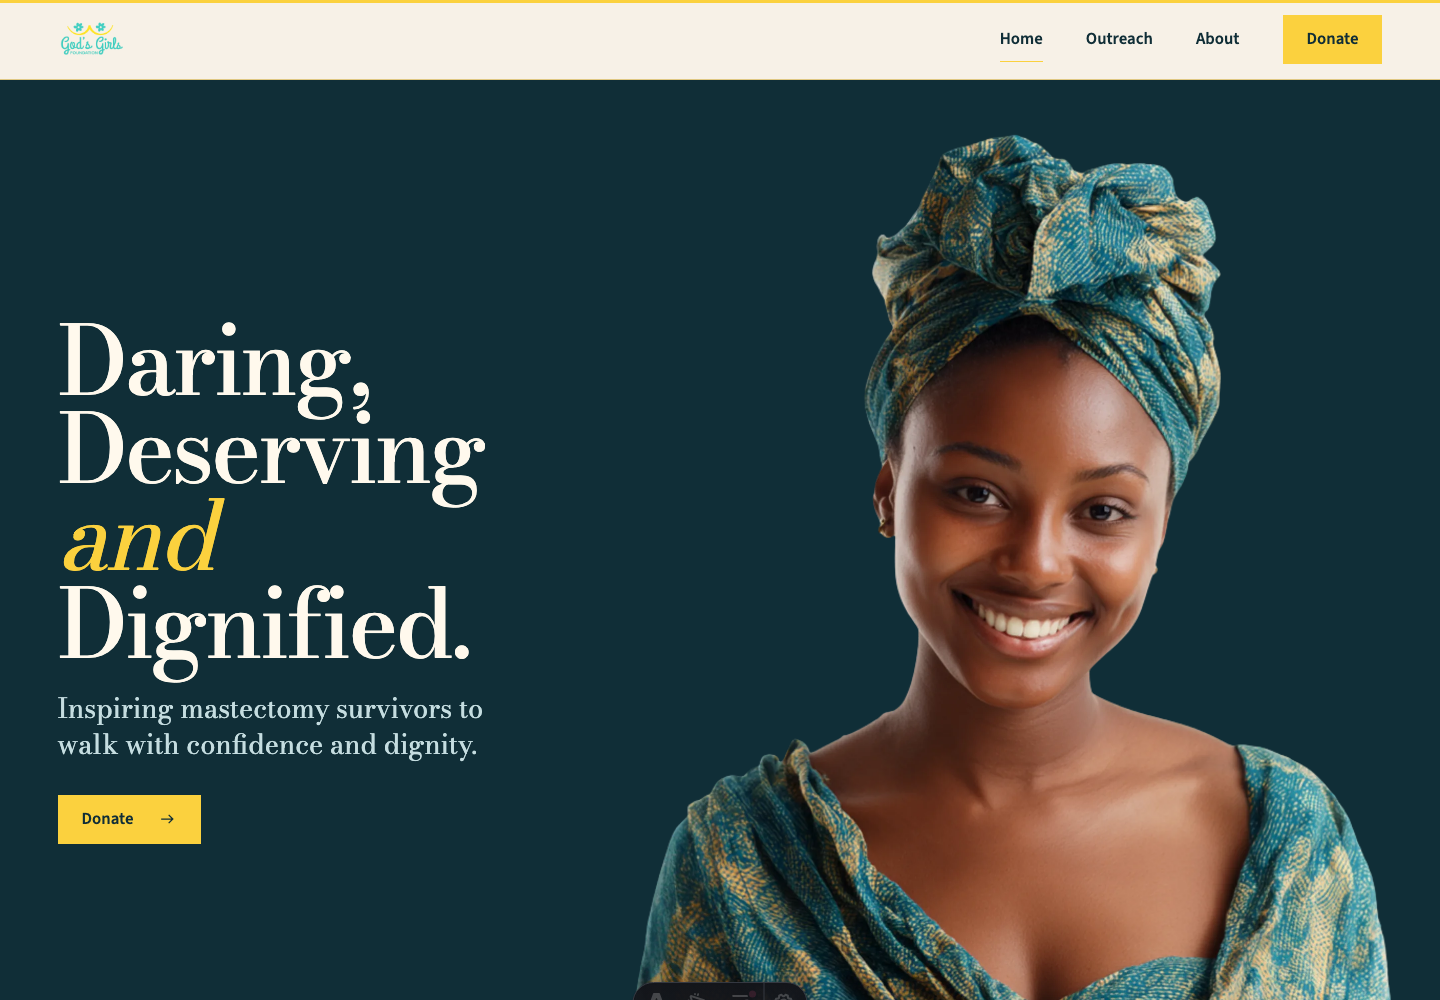 God's Girls
FOUNDATION
Home
Outreach
About
Donate
Daring,
Deserving
and
Dignified.
Inspiring mastectomy survivors to
walk with confidence and dignity.
Donate →